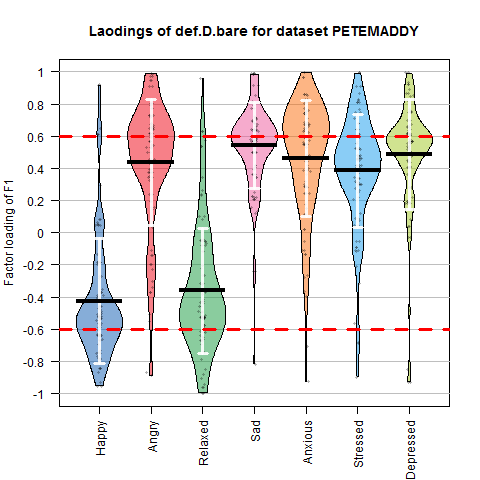 Laodings of def.D.bare for dataset PETEMADDY
Factor loading of F1
1
0.8
0.6
0.4
0.2
0
-0.2
-0.4
-0.6
-0.8
-1
Happy
Angry
Relaxed
Sad
Anxious
Stressed
Depressed